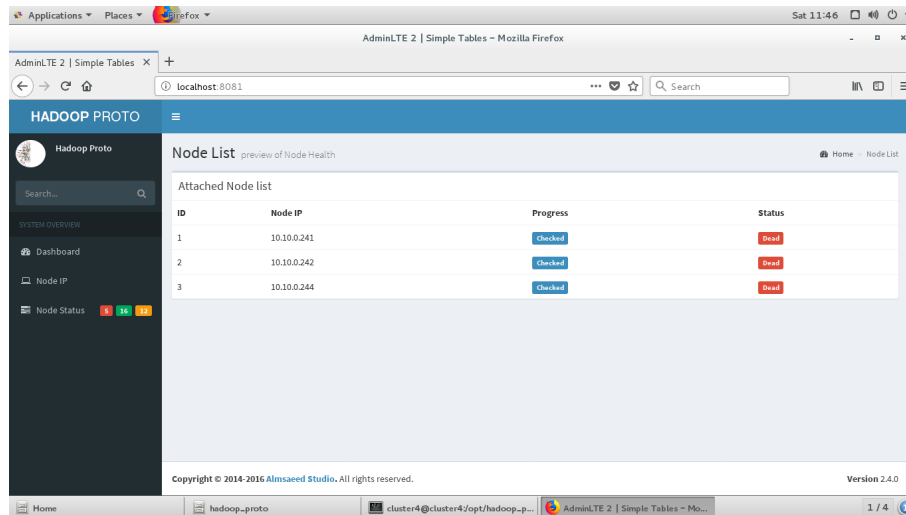 Applications Places Firefox Sat 11:46
AdminLTE 2 | Simple Tables - Mozilla Firefox
AdminLTE 2 | Simple Tables
localhost:8081 Search
HADOOP PROTO
Hadoop Proto
Search...
SYSTEM OVERVIEW
Dashboard
Node IP
Node Status 5 16 12
Node List preview of Node Health
Home Node List
Attached Node list
ID Node IP Progress Status
1 10.10.0.241 Checked Dead
2 10.10.0.242 Checked Dead
3 10.10.0.244 Checked Dead
Copyright © 2014-2016 Almsaeed Studio. All rights reserved. Version 2.4.0
Home hadoop_proto cluster4@cluster4:/opt/hadoop_p... AdminLTE 2 | Simple Tables - Mo... 1 / 4